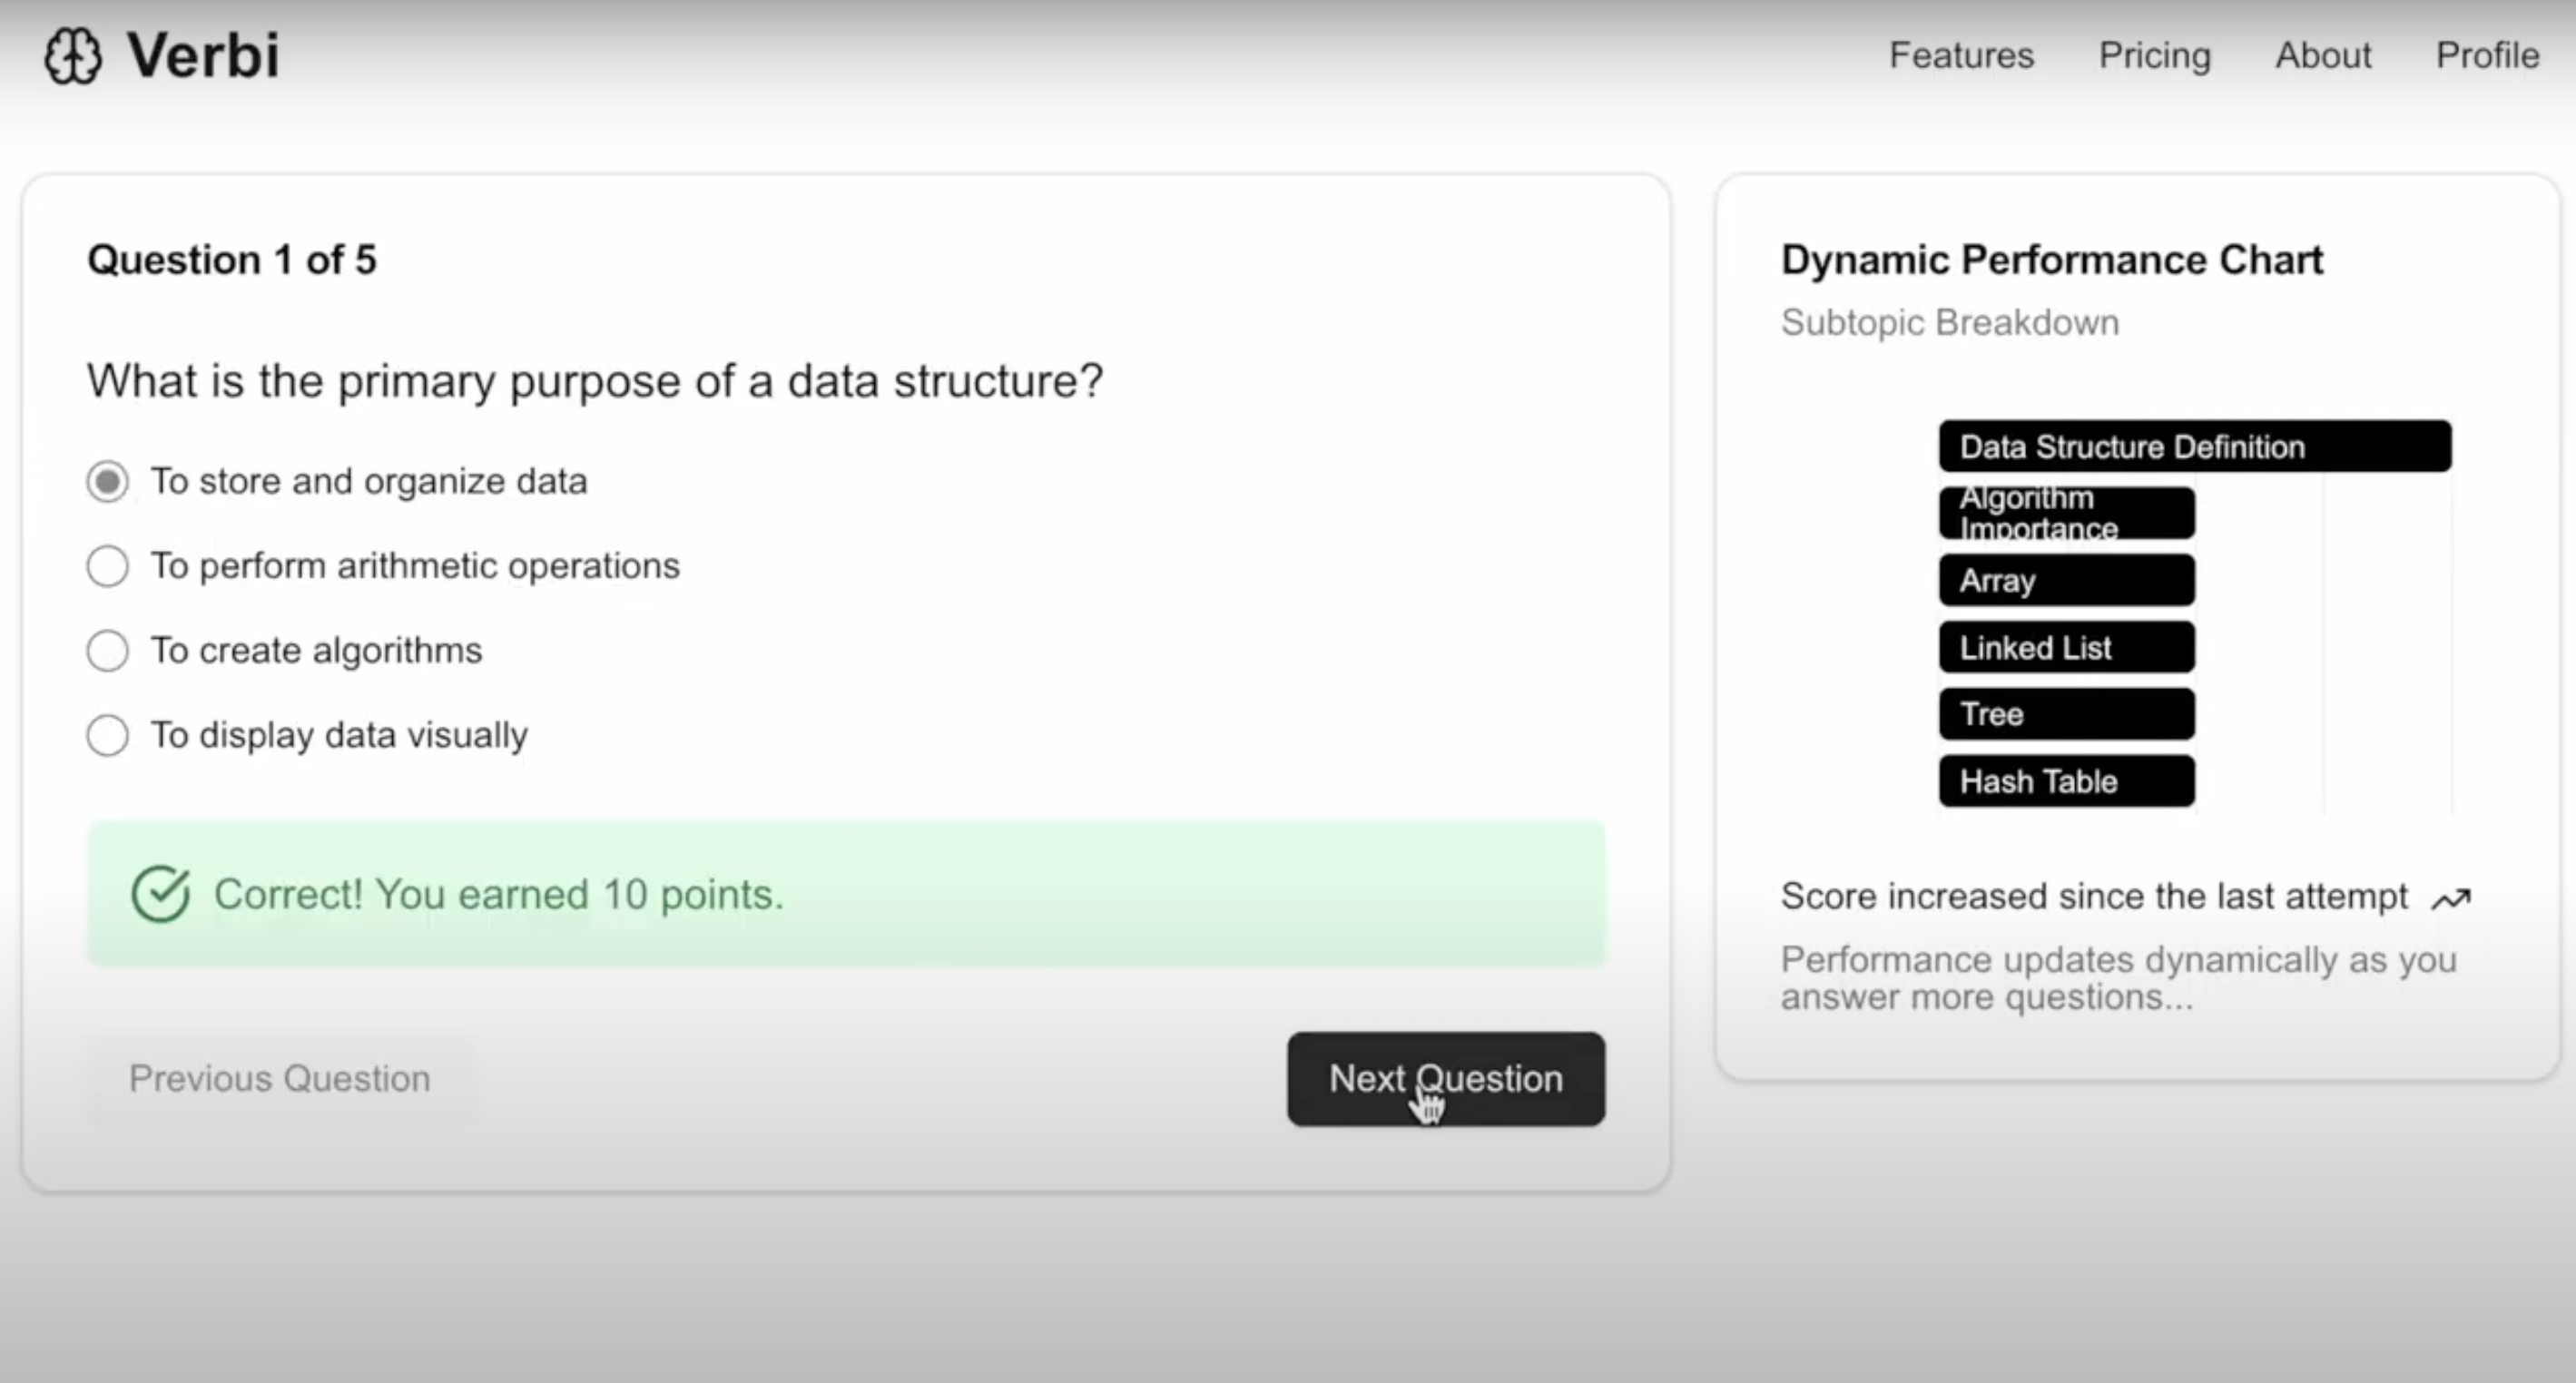 Verbi
Features
Pricing
About
Profile
Question 1 of 5
What is the primary purpose of a data structure?
To store and organize data
To perform arithmetic operations
To create algorithms
To display data visually
Correct! You earned 10 points.
Previous Question
Next Question
Dynamic Performance Chart
Subtopic Breakdown
Data Structure Definition
Algorithm
Importance
Array
Linked List
Tree
Hash Table
Score increased since the last attempt
Performance updates dynamically as you
answer more questions...